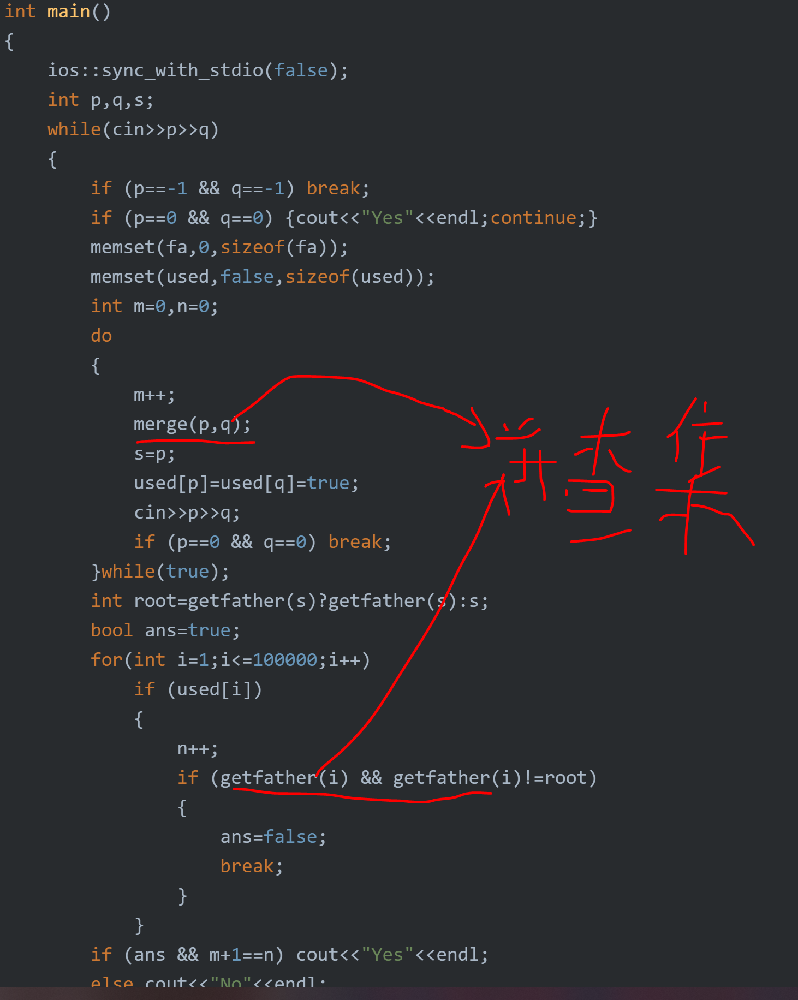 int main()
{
    ios::sync_with_stdio(false);
    int p,q,s;
    while(cin>>p>>q)
    {
        if (p==-1 && q==-1) break;
        if (p==0 && q==0) {cout<<"Yes"<<endl;continue;}
        memset(fa,0,sizeof(fa));
        memset(used,false,sizeof(used));
        int m=0,n=0;
        do
        {
            m++;
            merge(p,q);
并查集
            s=p;
            used[p]=used[q]=true;
            cin>>p>>q;
            if (p==0 && q==0) break;
        }while(true);
        int root=getfather(s)?getfather(s):s;
        bool ans=true;
        for(int i=1;i<=100000;i++)
            if (used[i])
            {
                n++;
                if (getfather(i) && getfather(i)!=root)
                {
                    ans=false;
                    break;
                }
            }
        if (ans && m+1==n) cout<<"Yes"<<endl;
        else cout<<"No"<<endl;